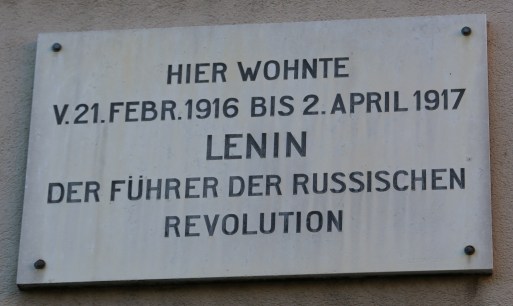 HIER WOHNTE
V. 21. FEBR. 1916 BIS 2. APRIL 1917
LENIN
DER FÜHRER DER RUSSISCHEN
REVOLUTION